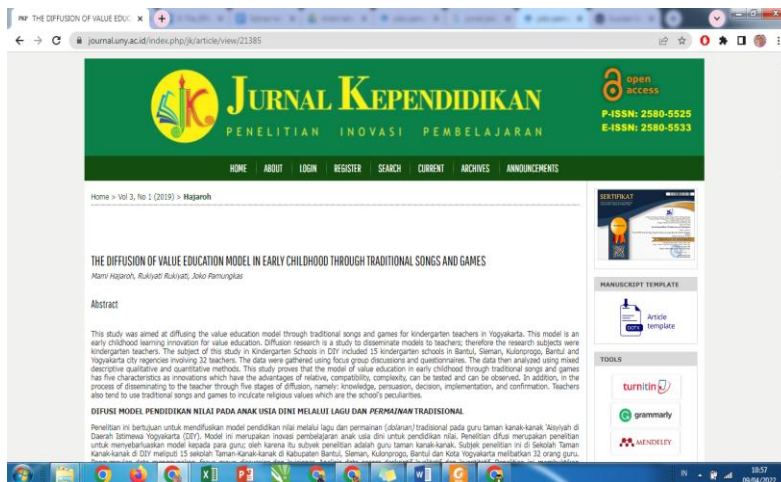 THE DIFFUSION OF VALUE EDUC
journal.uny.ac.id/index.php/jk/article/view/21385
JURNAL KEPENDIDIKAN
PENELITIAN INOVASI PEMBELAJARAN
open
access
P-ISSN: 2580-5525
E-ISSN: 2580-5533
HOME ABOUT LOGIN REGISTER SEARCH CURRENT ARCHIVES ANNOUNCEMENTS
Home > Vol 3, No 1 (2019) > Hajaroh
SERTIFIKAT
THE DIFFUSION OF VALUE EDUCATION MODEL IN EARLY CHILDHOOD THROUGH TRADITIONAL SONGS AND GAMES
Mami Hajaroh, Rukiyati Rukiyati, Joko Pamungkas
Abstract
This study was aimed at diffusing the value education model through traditional songs and games for kindergarten teachers in Yogyakarta. This model is an
early childhood learning innovation for value education. Diffusion research is a study to disseminate models to teachers; therefore the research subjects were
kindergarten teachers. The subject of this study in Kindergarten Schools in DIY included 15 kindergarten schools in Bantul, Sleman, Kulonprogo, Bantul and
Yogyakarta city regencies involving 32 teachers. The data were gathered using focus group discussions and questionnaires. The data then analyzed using mixed
descriptive qualitative and quantitative methods. This study proves that the model of value education in early childhood through traditional songs and games
has five characteristics as innovations which have the advantages of relative, compatibility, complexity, can be tested and can be observed. In addition, in the
process of disseminating to the teacher through five stages of diffusion, namely: knowledge, persuasion, decision, implementation, and confirmation. Teachers
also tend to use traditional songs and games to inculcate religious values which are the school's peculiarities.
DIFUSI MODEL PENDIDIKAN NILAI PADA ANAK USIA DINI MELALUI LAGU DAN PERMAINAN TRADISIONAL
Penelitian ini bertujuan untuk mendifusikan model pendidikan nilai melalui lagu dan permainan (dolanan) tradisional pada guru taman kanak-kanak 'Aisyiyah di
Daerah Istimewa Yogyakarta (DIY). Model ini merupakan inovasi pembelajaran anak usia dini untuk pendidikan nilai. Penelitian difusi merupakan penelitian
untuk menyebarluaskan model kepada para guru; oleh karena itu subyek penelitian adalah guru taman kanak-kanak. Subjek penelitian ini di Sekolah Taman
Kanak-kanak di DIY meliputi 15 sekolah Taman-Kanak-kanak di Kabupaten Bantul, Sleman, Kulonprogo, Bantul dan Kota Yogyakarta melibatkan 32 orang guru.
MANUSCRIPT TEMPLATE
Article
template
TOOLS
turnitin
grammarly
MENDELEY
IN
10:57
09/04/2022